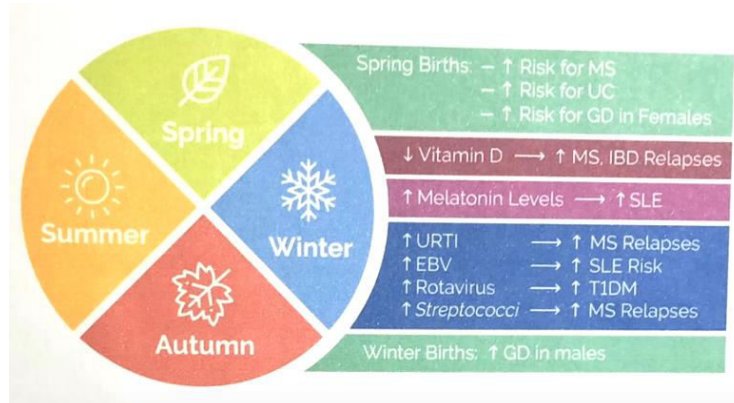 Spring
Summer
Winter
Autumn
Spring Births: – ↑ Risk for MS
– ↑ Risk for UC
– ↑ Risk for GD in Females
↓ Vitamin D → ↑ MS, IBD Relapses
↑ Melatonin Levels → ↑ SLE
↑ URTI → ↑ MS Relapses
↑ EBV → ↑ SLE Risk
↑ Rotavirus → ↑ T1DM
↑ Streptococci → ↑ MS Relapses
Winter Births: ↑ GD in males